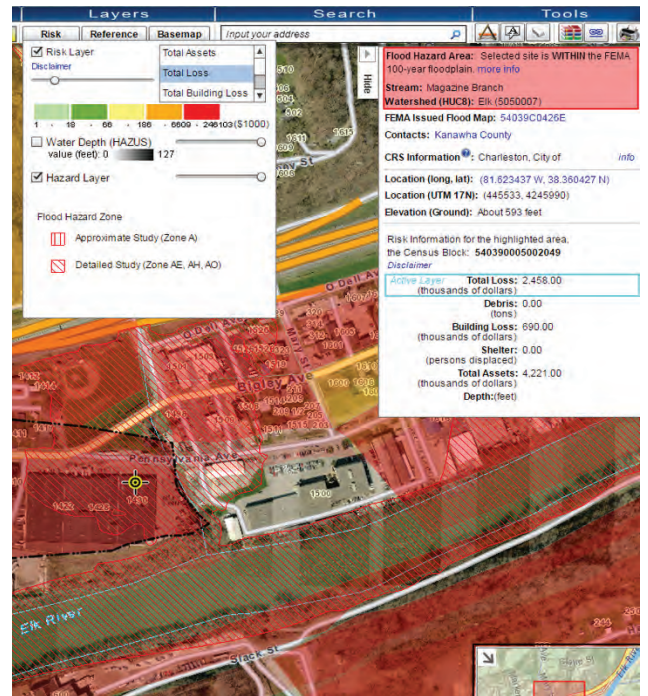 Layers
Search
Tools
Risk
Reference
Basemap
Input your address
Risk Layer
Disclaimer
Total Assets
Total Loss
Total Building Loss
1 - 18 - 66 - 186 - 6609 - 246103 ($1000)
Water Depth (HAZUS)
value (feet): 0 127
Hazard Layer
Flood Hazard Zone
Approximate Study (Zone A)
Detailed Study (Zone AE, AH, AO)
Hide
Flood Hazard Area: Selected site is WITHIN the FEMA
100-year floodplain. more info
Stream: Magazine Branch
Watershed (HUC8): Elk (5050007)
FEMA Issued Flood Map: 54039C0426E
Contacts: Kanawha County
CRS Information: Charleston, City of info
Location (long, lat): (81.623437 W, 38.360427 N)
Location (UTM 17N): (445533, 4245990)
Elevation (Ground): About 593 feet
Risk Information for the highlighted area,
the Census Block: 540390005002049
Disclaimer
Active Layer Total Loss: 2,458.00
(thousands of dollars)
Debris: 0.00
(tons)
Building Loss: 690.00
(thousands of dollars)
Shelter: 0.00
(persons displaced)
Total Assets: 4,221.00
(thousands of dollars)
Depth:(feet)
1611
1615
O Dell Ave
Bigley Ave
Pennsylvania Ave
1500
1422
1428
Elk River
Slack St
244